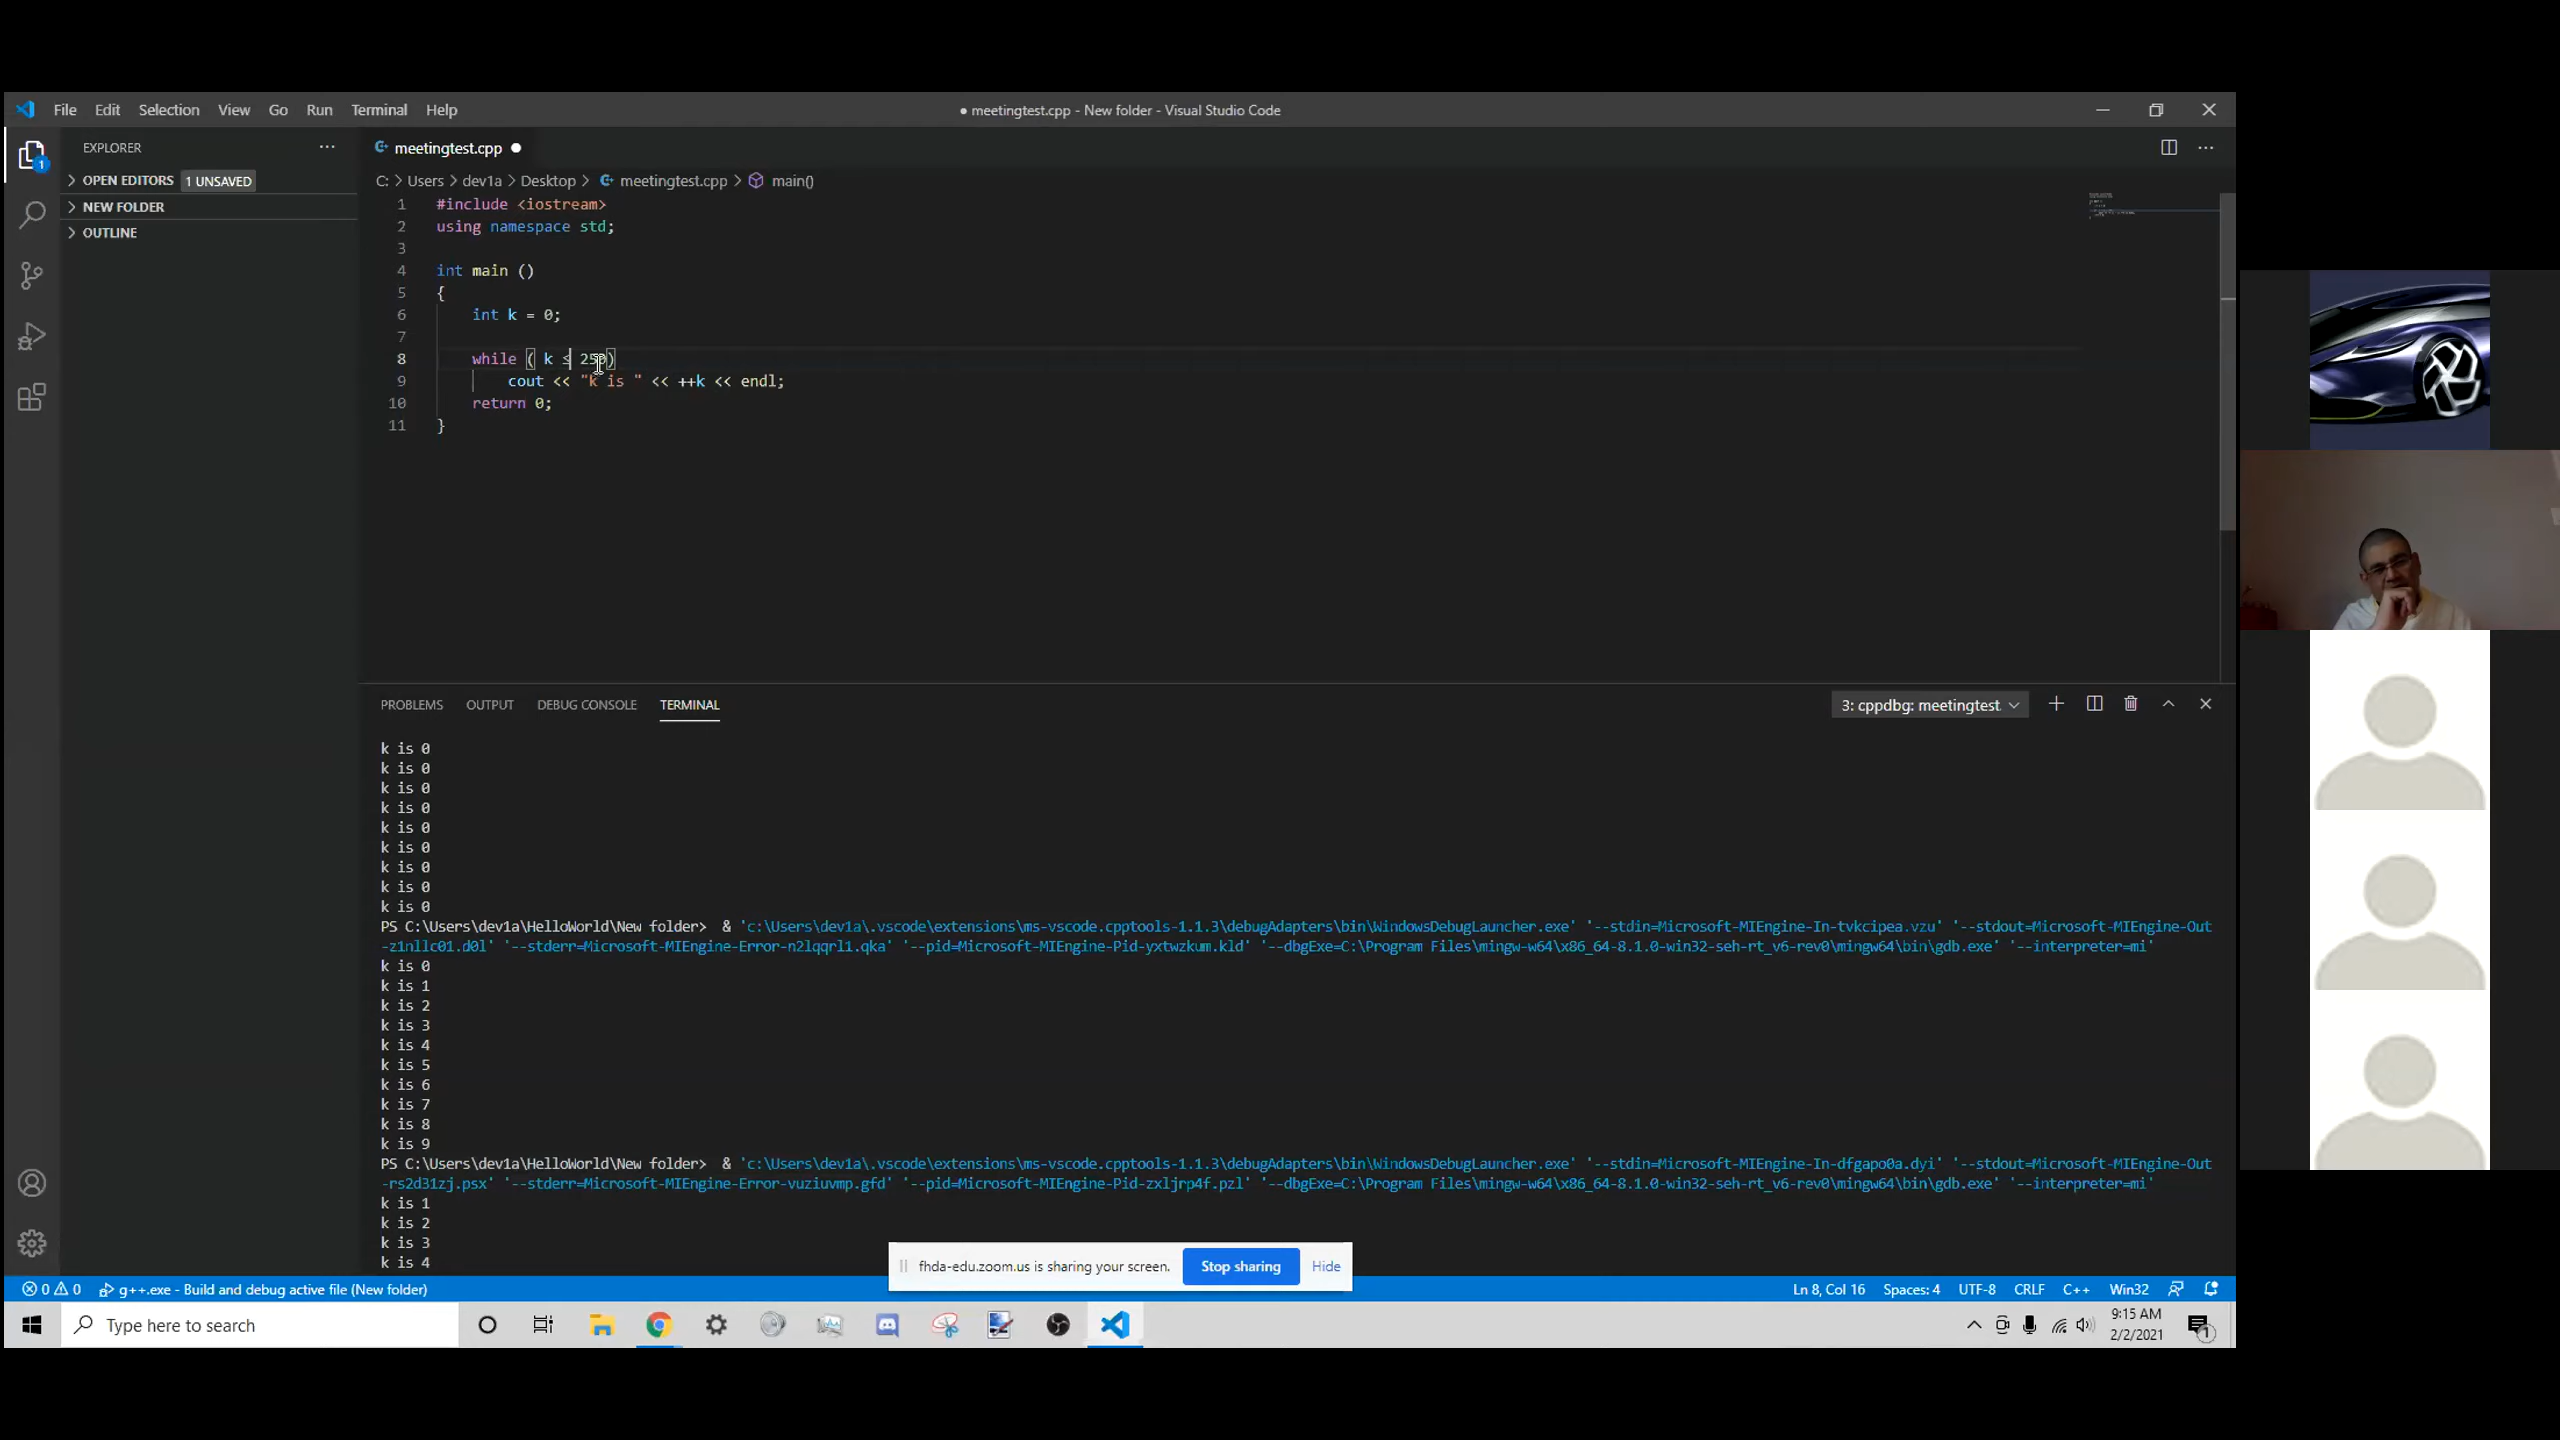 File Edit Selection View Go Run Terminal Help
● meetingtest.cpp - New folder - Visual Studio Code
EXPLORER
1
OPEN EDITORS 1 UNSAVED
NEW FOLDER
OUTLINE
meetingtest.cpp
C: > Users > dev1a > Desktop > meetingtest.cpp > main()
1 #include <iostream>
2 using namespace std;
3
4 int main ()
5 {
6 int k = 0;
7
8 while ( k < 250)
9 cout << "k is " << ++k << endl;
10 return 0;
11 }
PROBLEMS OUTPUT DEBUG CONSOLE TERMINAL
3: cppdbg: meetingtest
k is 0
k is 0
k is 0
k is 0
k is 0
k is 0
k is 0
k is 0
k is 0
PS C:\Users\dev1a\HelloWorld\New folder> & 'c:\Users\dev1a\.vscode\extensions\ms-vscode.cpptools-1.1.3\debugAdapters\bin\WindowsDebugLauncher.exe' '--stdin=Microsoft-MIEngine-In-tvkcipea.vzu' '--stdout=Microsoft-MIEngine-Out
-z1nllc01.d0l' '--stderr=Microsoft-MIEngine-Error-n2lqqrl1.qka' '--pid=Microsoft-MIEngine-Pid-yxtwzkum.kld' '--dbgExe=C:\Program Files\mingw-w64\x86_64-8.1.0-win32-seh-rt_v6-rev0\mingw64\bin\gdb.exe' '--interpreter=mi'
k is 0
k is 1
k is 2
k is 3
k is 4
k is 5
k is 6
k is 7
k is 8
k is 9
PS C:\Users\dev1a\HelloWorld\New folder> & 'c:\Users\dev1a\.vscode\extensions\ms-vscode.cpptools-1.1.3\debugAdapters\bin\WindowsDebugLauncher.exe' '--stdin=Microsoft-MIEngine-In-dfgapo0a.dyi' '--stdout=Microsoft-MIEngine-Out
-rs2d31zj.psx' '--stderr=Microsoft-MIEngine-Error-vuziuvmp.gfd' '--pid=Microsoft-MIEngine-Pid-zxljrp4f.pzl' '--dbgExe=C:\Program Files\mingw-w64\x86_64-8.1.0-win32-seh-rt_v6-rev0\mingw64\bin\gdb.exe' '--interpreter=mi'
k is 1
k is 2
k is 3
k is 4
fhda-edu.zoom.us is sharing your screen. Stop sharing Hide
0 0 g++.exe - Build and debug active file (New folder)
Ln 8, Col 16 Spaces: 4 UTF-8 CRLF C++ Win32
Type here to search
9:15 AM
2/2/2021
1